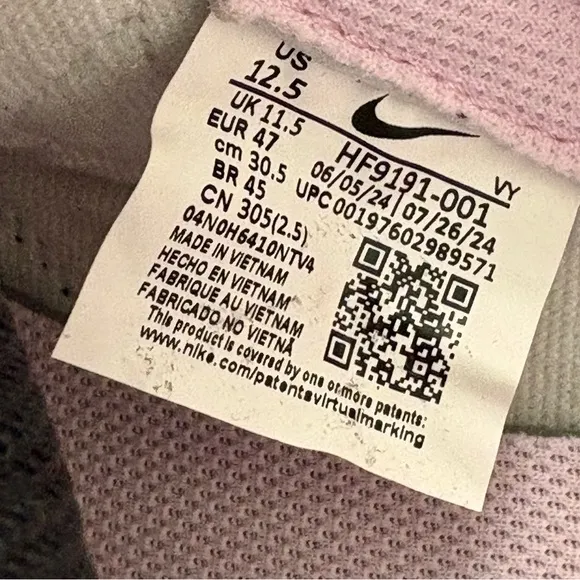 US
12.5
UK 11.5
EUR 47
cm 30.5
BR 45
CN 305(2.5)
04N0H6410NTV4
HF9191-001
VY
06/05/24 | 07/26/24
UPC 00197602989571
MADE IN VIETNAM
HECHO EN VIETNAM
FABRIQUE AU VIETNAM
FABRICADO NO VIETNÃ
This product is covered by one or more patents:
www.nike.com/patentsvirtualmarking